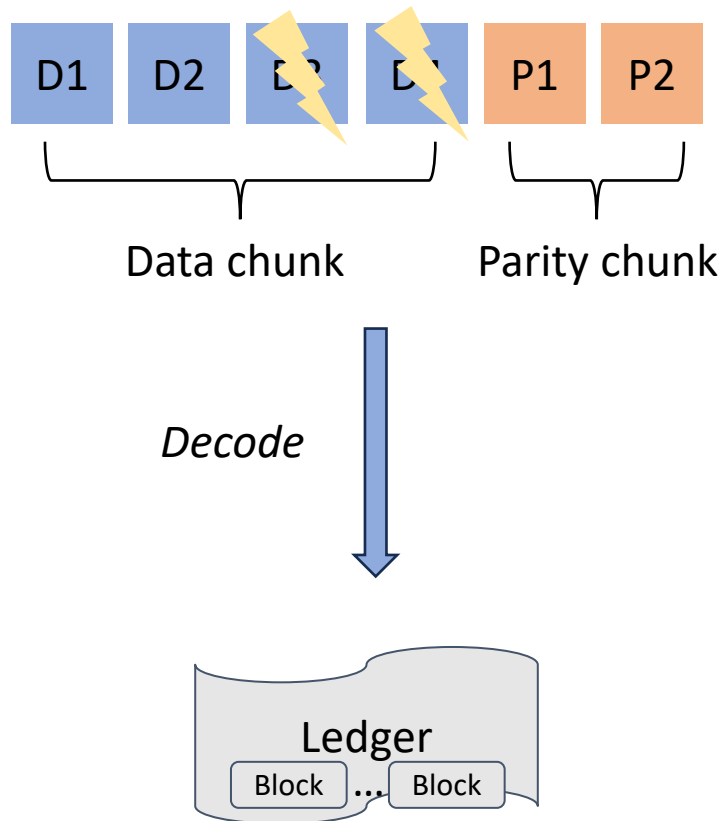 D1 D2 P1 P2
Data chunk Parity chunk
Decode
Ledger
Block ... Block